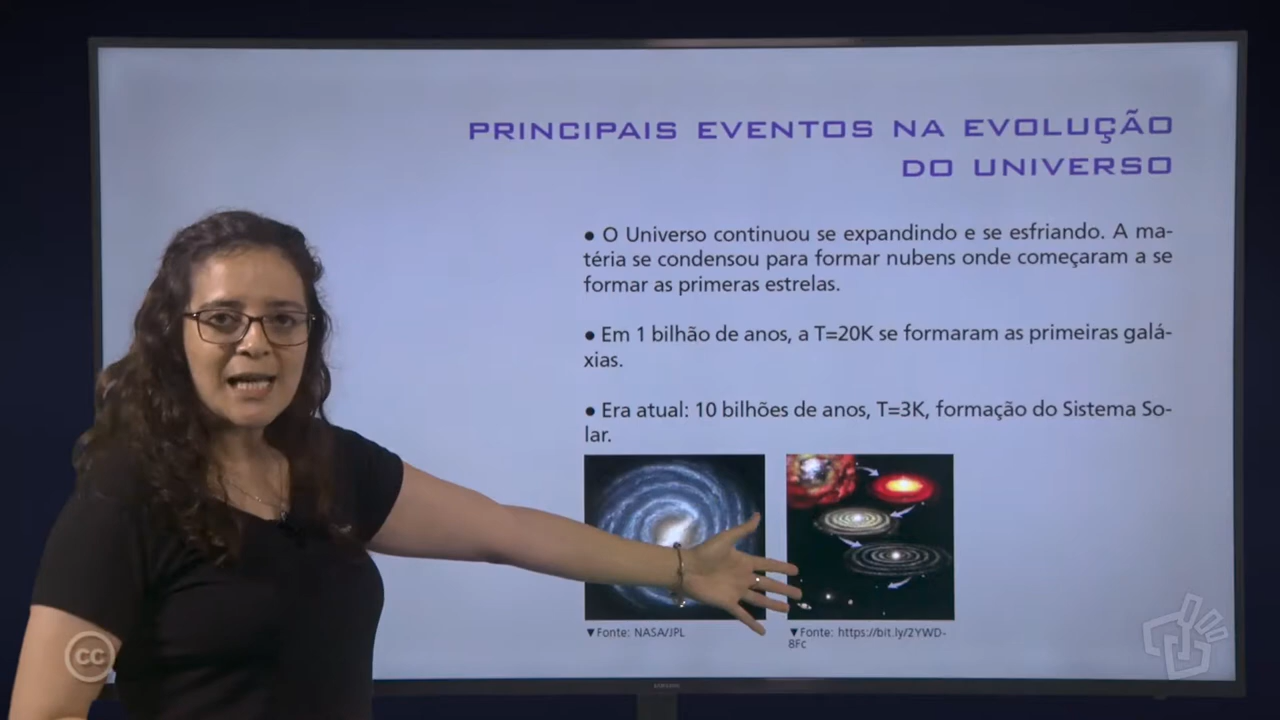 PRINCIPAIS EVENTOS NA EVOLUÇÃO
DO UNIVERSO
● O Universo continuou se expandindo e se esfriando. A ma-
téria se condensou para formar nubens onde começaram a se
formar as primeras estrelas.
● Em 1 bilhão de anos, a T=20K se formaram as primeiras galá-
xias.
● Era atual: 10 bilhões de anos, T=3K, formação do Sistema So-
lar.
▼Fonte: NASA/JPL
▼Fonte: https://bit.ly/2YWD-
8Fc
SAMSUNG
cc